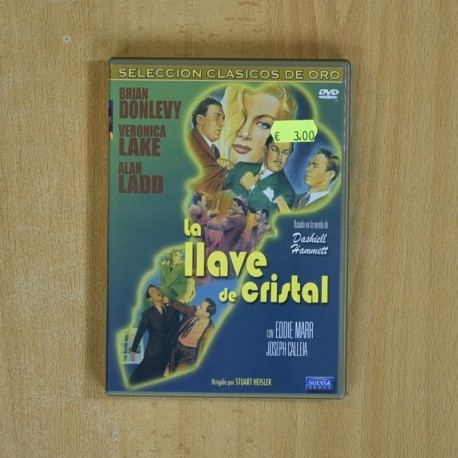 SELECCION CLASICOS DE ORO
BRIAN
DONLEVY
VERONICA
LAKE
ALAN
LADD
DVD
€ 3.00
Basado en la novela de
Dashiell
Hammett
La
llave
de cristal
con EDDIE MARR
JOSEPH CALLEIA
Dirigida por STUART HEISLER
SUEVIA